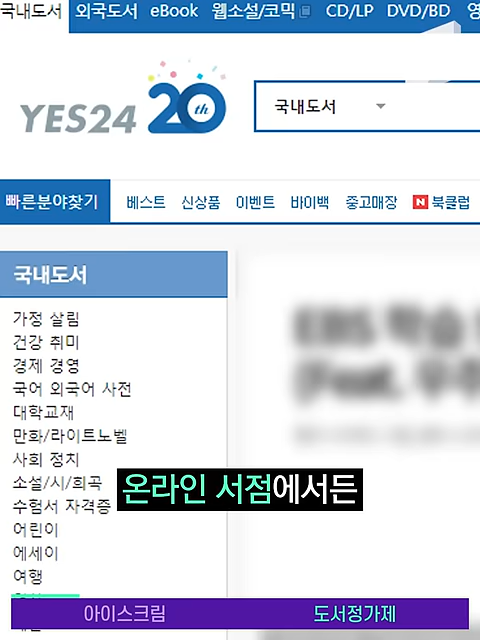 국내도서 외국도서 eBook 웹소설/코믹 CD/LP DVD/BD
YES24 20th
국내도서
빠른분야찾기 베스트 신상품 이벤트 바이백 중고매장 N 북클럽
국내도서
가정 살림
건강 취미
경제 경영
국어 외국어 사전
대학교재
만화/라이트노벨
사회 정치
소설/시/희곡
수험서 자격증
어린이
에세이
여행
EBS 학습
(Feat. 우주
온라인 서점에서든
아이스크림 도서정가제